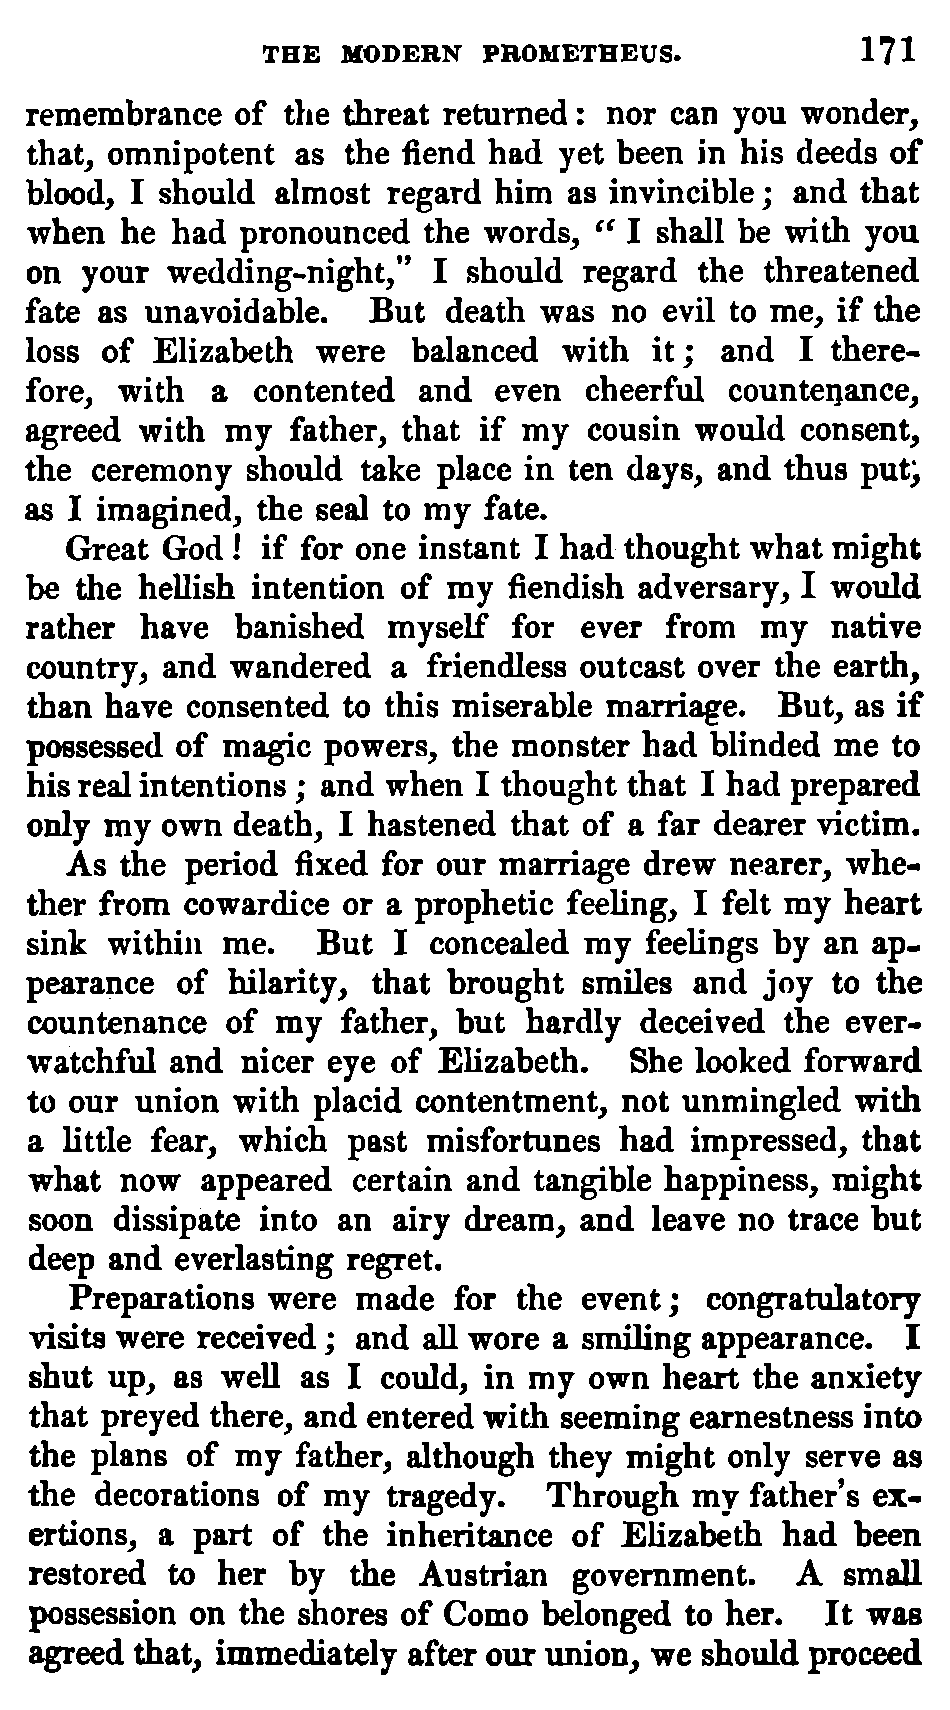 THE MODERN PROMETHEUS. 171
remembrance of the threat returned: nor can you wonder,
that, omnipotent as the fiend had yet been in his deeds of
blood, I should almost regard him as invincible; and that
when he had pronounced the words, “I shall be with you
on your wedding-night,” I should regard the threatened
fate as unavoidable. But death was no evil to me, if the
loss of Elizabeth were balanced with it; and I there-
fore, with a contented and even cheerful countenance,
agreed with my father, that if my cousin would consent,
the ceremony should take place in ten days, and thus put,
as I imagined, the seal to my fate.
Great God! if for one instant I had thought what might
be the hellish intention of my fiendish adversary, I would
rather have banished myself for ever from my native
country, and wandered a friendless outcast over the earth,
than have consented to this miserable marriage. But, as if
possessed of magic powers, the monster had blinded me to
his real intentions; and when I thought that I had prepared
only my own death, I hastened that of a far dearer victim.
As the period fixed for our marriage drew nearer, whe-
ther from cowardice or a prophetic feeling, I felt my heart
sink within me. But I concealed my feelings by an ap-
pearance of hilarity, that brought smiles and joy to the
countenance of my father, but hardly deceived the ever-
watchful and nicer eye of Elizabeth. She looked forward
to our union with placid contentment, not unmingled with
a little fear, which past misfortunes had impressed, that
what now appeared certain and tangible happiness, might
soon dissipate into an airy dream, and leave no trace but
deep and everlasting regret.
Preparations were made for the event; congratulatory
visits were received; and all wore a smiling appearance. I
shut up, as well as I could, in my own heart the anxiety
that preyed there, and entered with seeming earnestness into
the plans of my father, although they might only serve as
the decorations of my tragedy. Through my father's ex-
ertions, a part of the inheritance of Elizabeth had been
restored to her by the Austrian government. A small
possession on the shores of Como belonged to her. It was
agreed that, immediately after our union, we should proceed